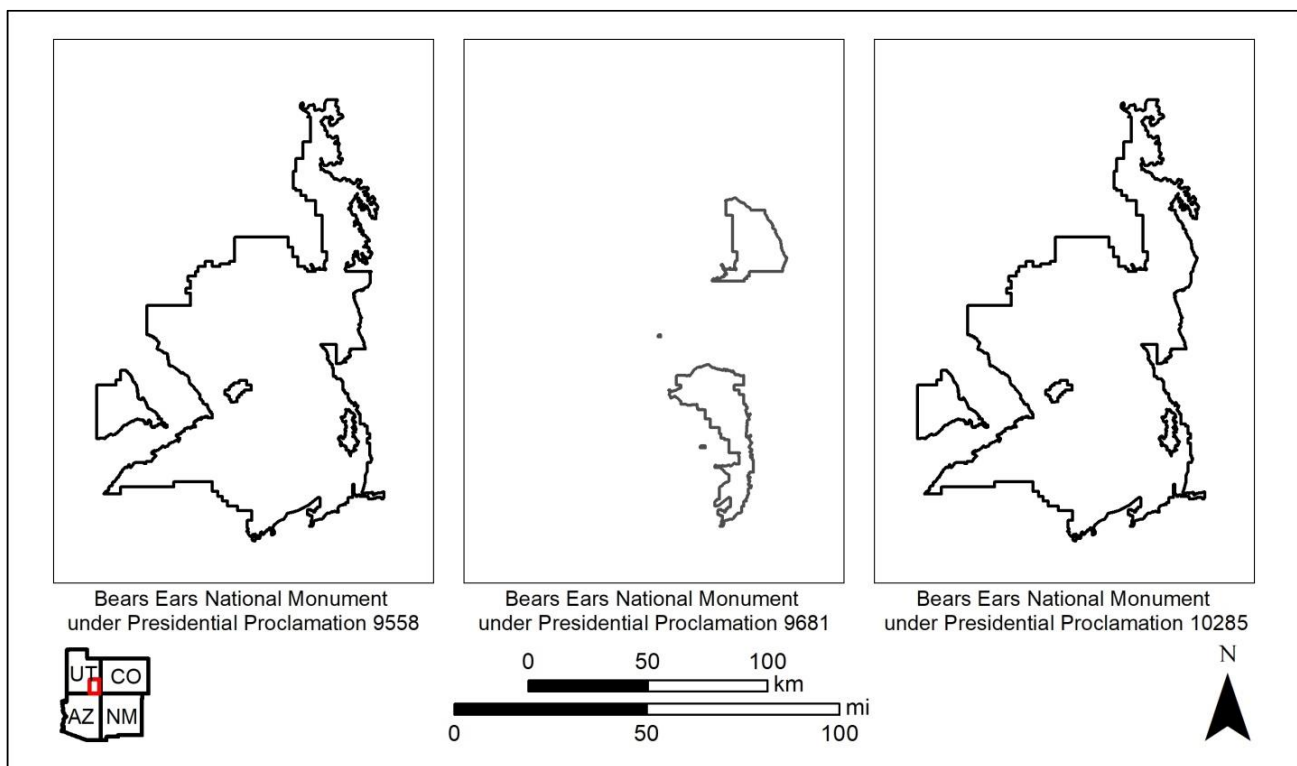 Bears Ears National Monument
under Presidential Proclamation 9558
Bears Ears National Monument
under Presidential Proclamation 9681
Bears Ears National Monument
under Presidential Proclamation 10285
UT CO
AZ NM
0 50 100
km
mi
0 50 100
N